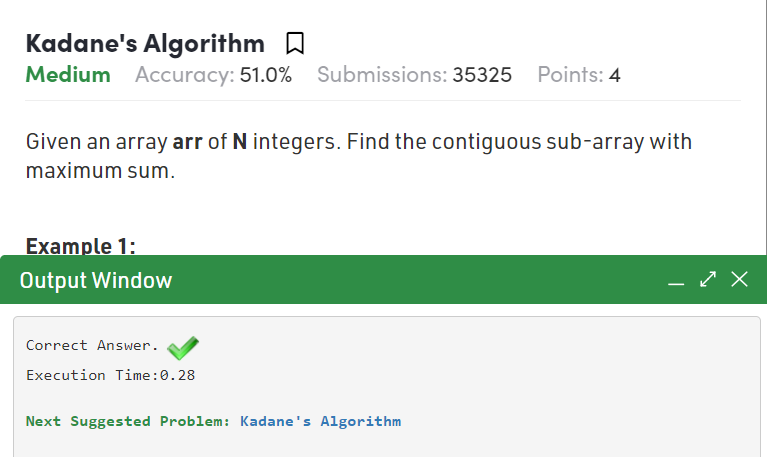 Kadane's Algorithm
Medium Accuracy: 51.0% Submissions: 35325 Points: 4
Given an array arr of N integers. Find the contiguous sub-array with
maximum sum.
Example 1:
Output Window
Correct Answer.
Execution Time:0.28
Next Suggested Problem: Kadane's Algorithm